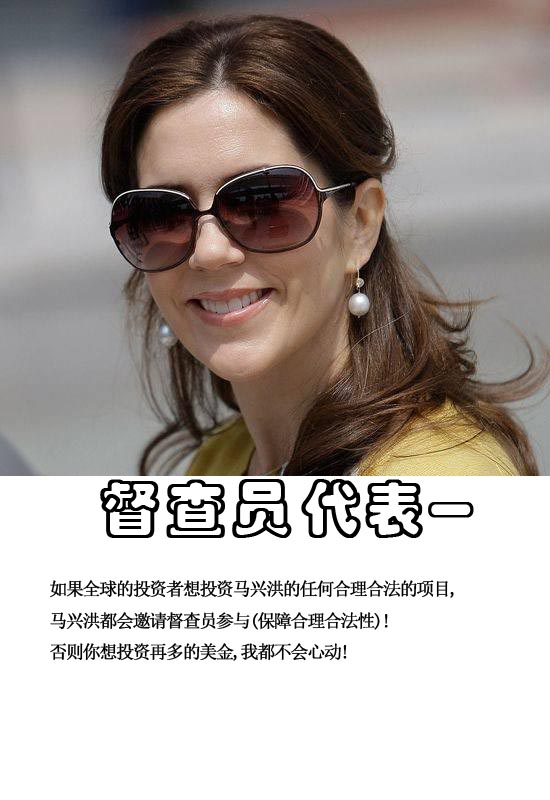 督查员代表一
如果全球的投资者想投资马兴洪的任何合理合法的项目,
马兴洪都会邀请督查员参与(保障合理合法性)!
否则你想投资再多的美金,我都不会心动!